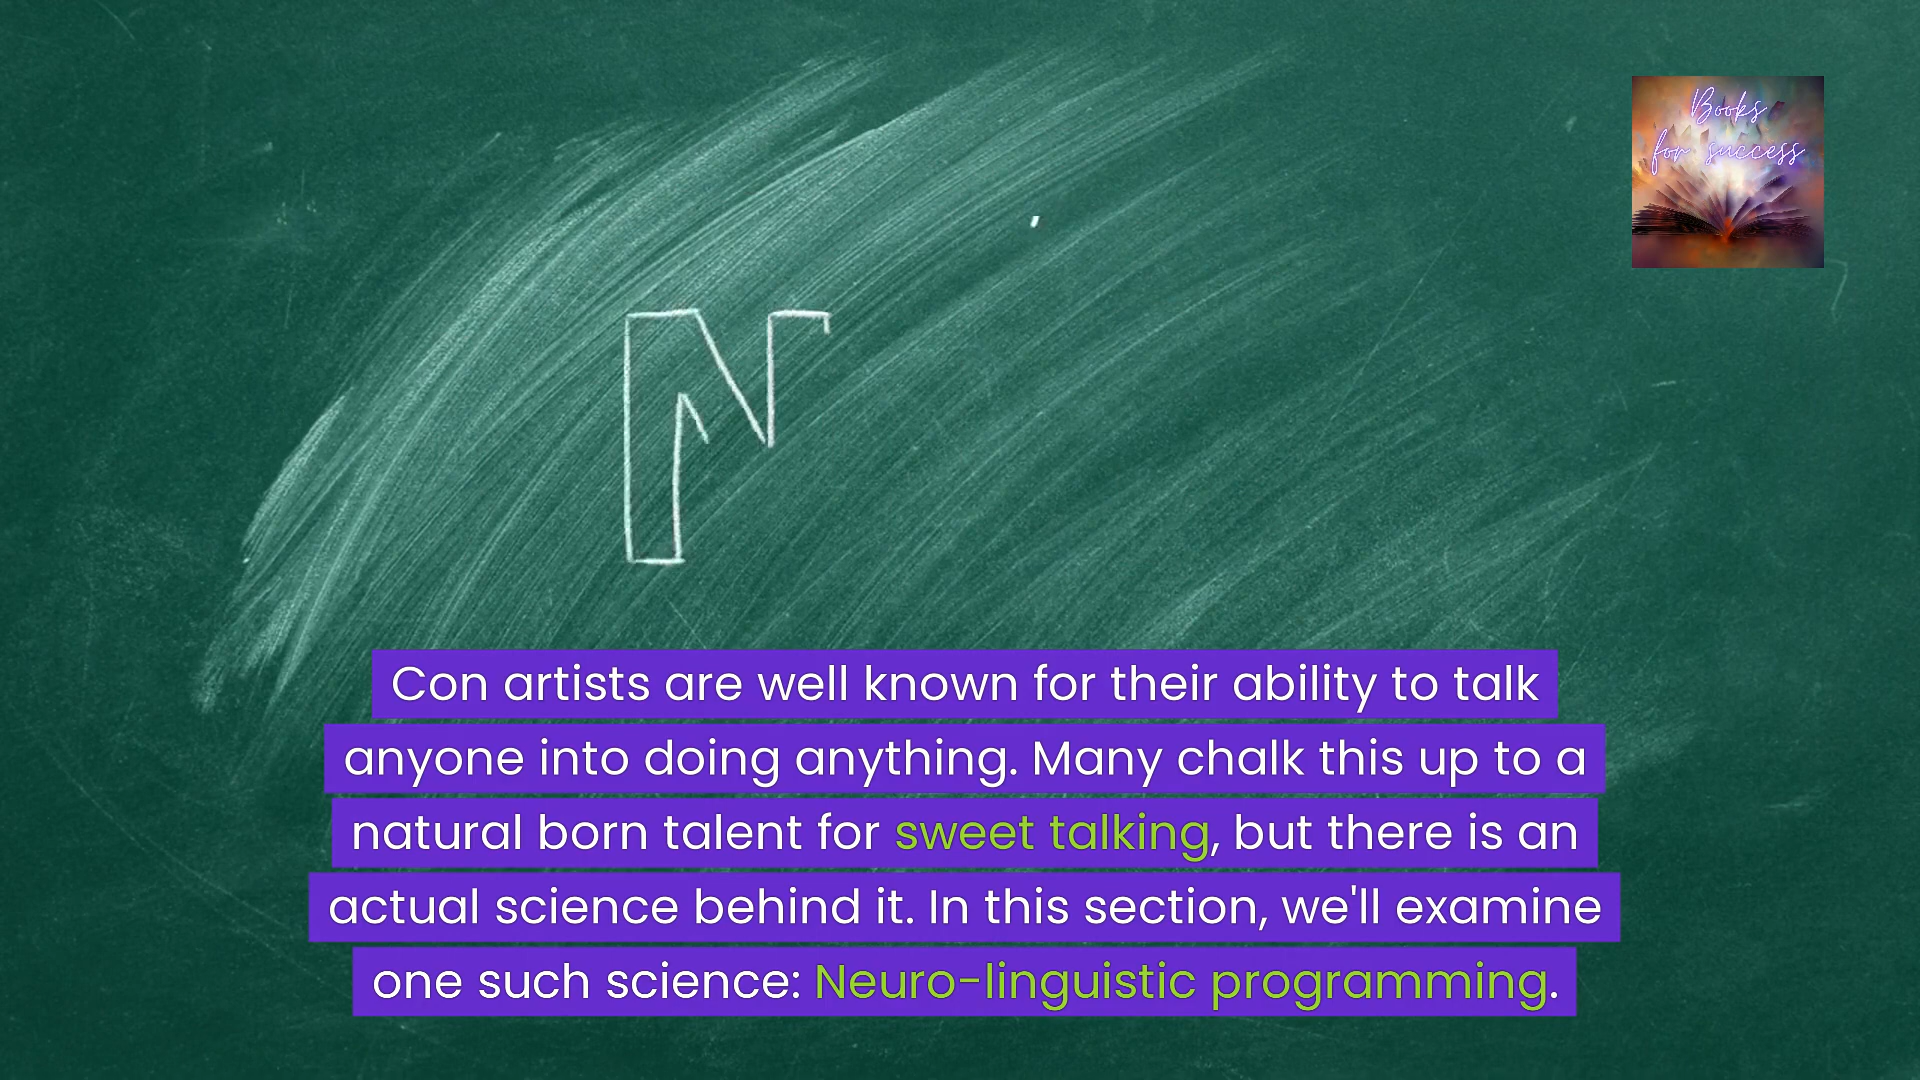 Books
for success
N
Con artists are well known for their ability to talk
anyone into doing anything. Many chalk this up to a
natural born talent for sweet talking, but there is an
actual science behind it. In this section, we'll examine
one such science: Neuro-linguistic programming.